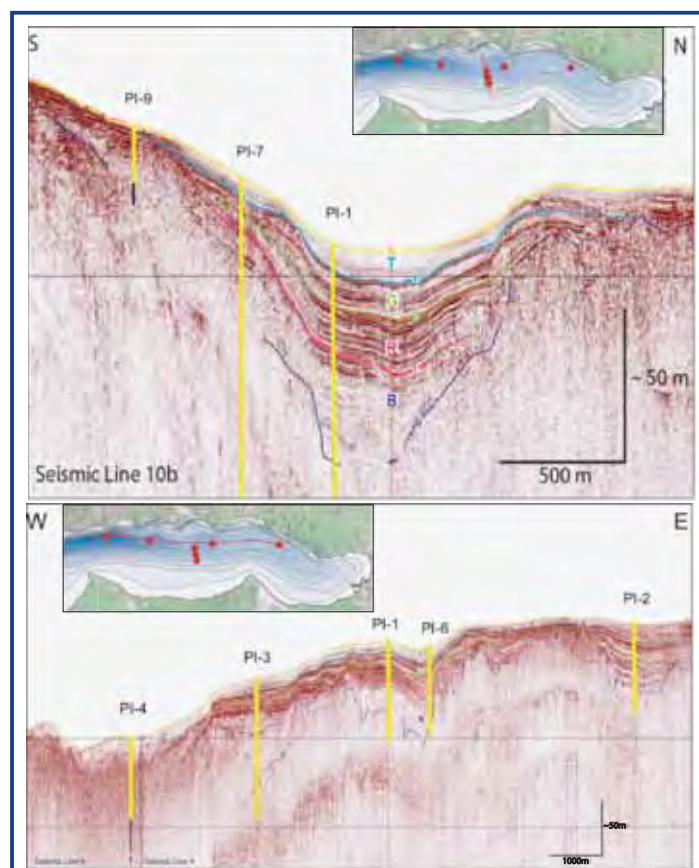 S
N
PI-9
PI-7
PI-1
T
G
R
B
~ 50 m
500 m
Seismic Line 10b
W
E
PI-1
PI-6
PI-2
PI-3
PI-4
~50m
1000m